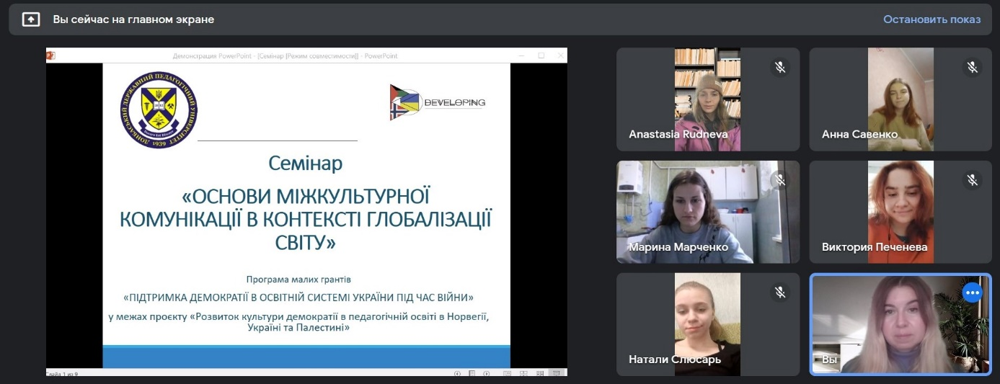 Вы сейчас на главном экране
Остановить показ
Демонстрация PowerPoint - [Семінар [Режим совместимости]] - PowerPoint
ДОНБАСЬКИЙ ДЕРЖАВНИЙ ПЕДАГОГІЧНИЙ УНІВЕРСИТЕТ
1939
DEVELOPING
Семінар
«ОСНОВИ МІЖКУЛЬТУРНОЇ
КОМУНІКАЦІЇ В КОНТЕКСТІ ГЛОБАЛІЗАЦІЇ
СВІТУ»
Програма малих грантів
«ПІДТРИМКА ДЕМОКРАТІЇ В ОСВІТНІЙ СИСТЕМІ УКРАЇНИ ПІД ЧАС ВІЙНИ»
у межах проєкту «Розвиток культури демократії в педагогічній освіті в Норвегії,
Україні та Палестині»
Слайд 1 из 9
Anastasia Rudneva
Анна Савенко
Марина Марченко
Виктория Печенева
Натали Слюсарь
Вы